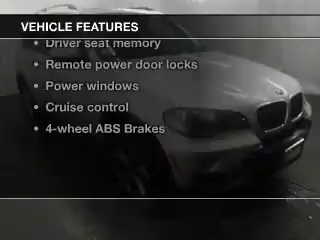 VEHICLE FEATURES
• Driver seat memory
• Remote power door locks
• Power windows
• Cruise control
• 4-wheel ABS Brakes